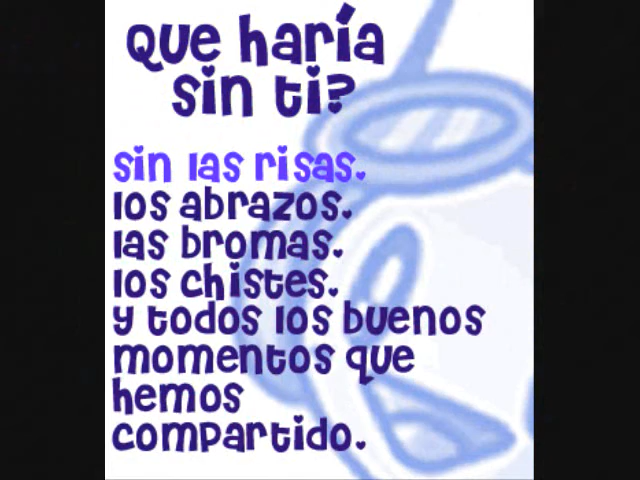 Que haría
sin ti?
sin las risas.
los abrazos.
las bromas.
los chistes.
y todos los buenos
momentos que
hemos
compartido.